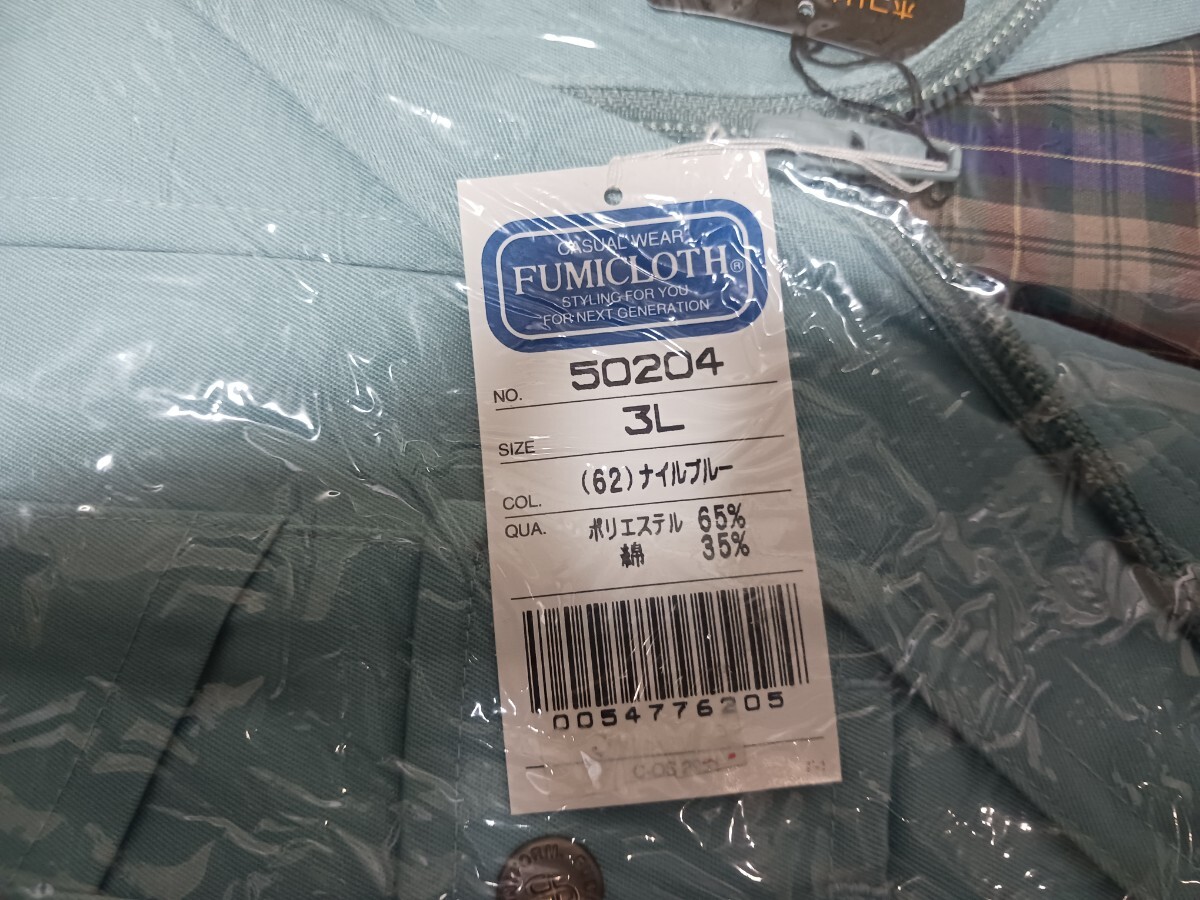 CASUAL WEAR
FUMICLOTH®
STYLING FOR YOU
FOR NEXT GENERATION
NO. 50204
SIZE 3L
COL. (62)ナイルブルー
QUA. ポリエステル 65%
綿 35%
0054776205